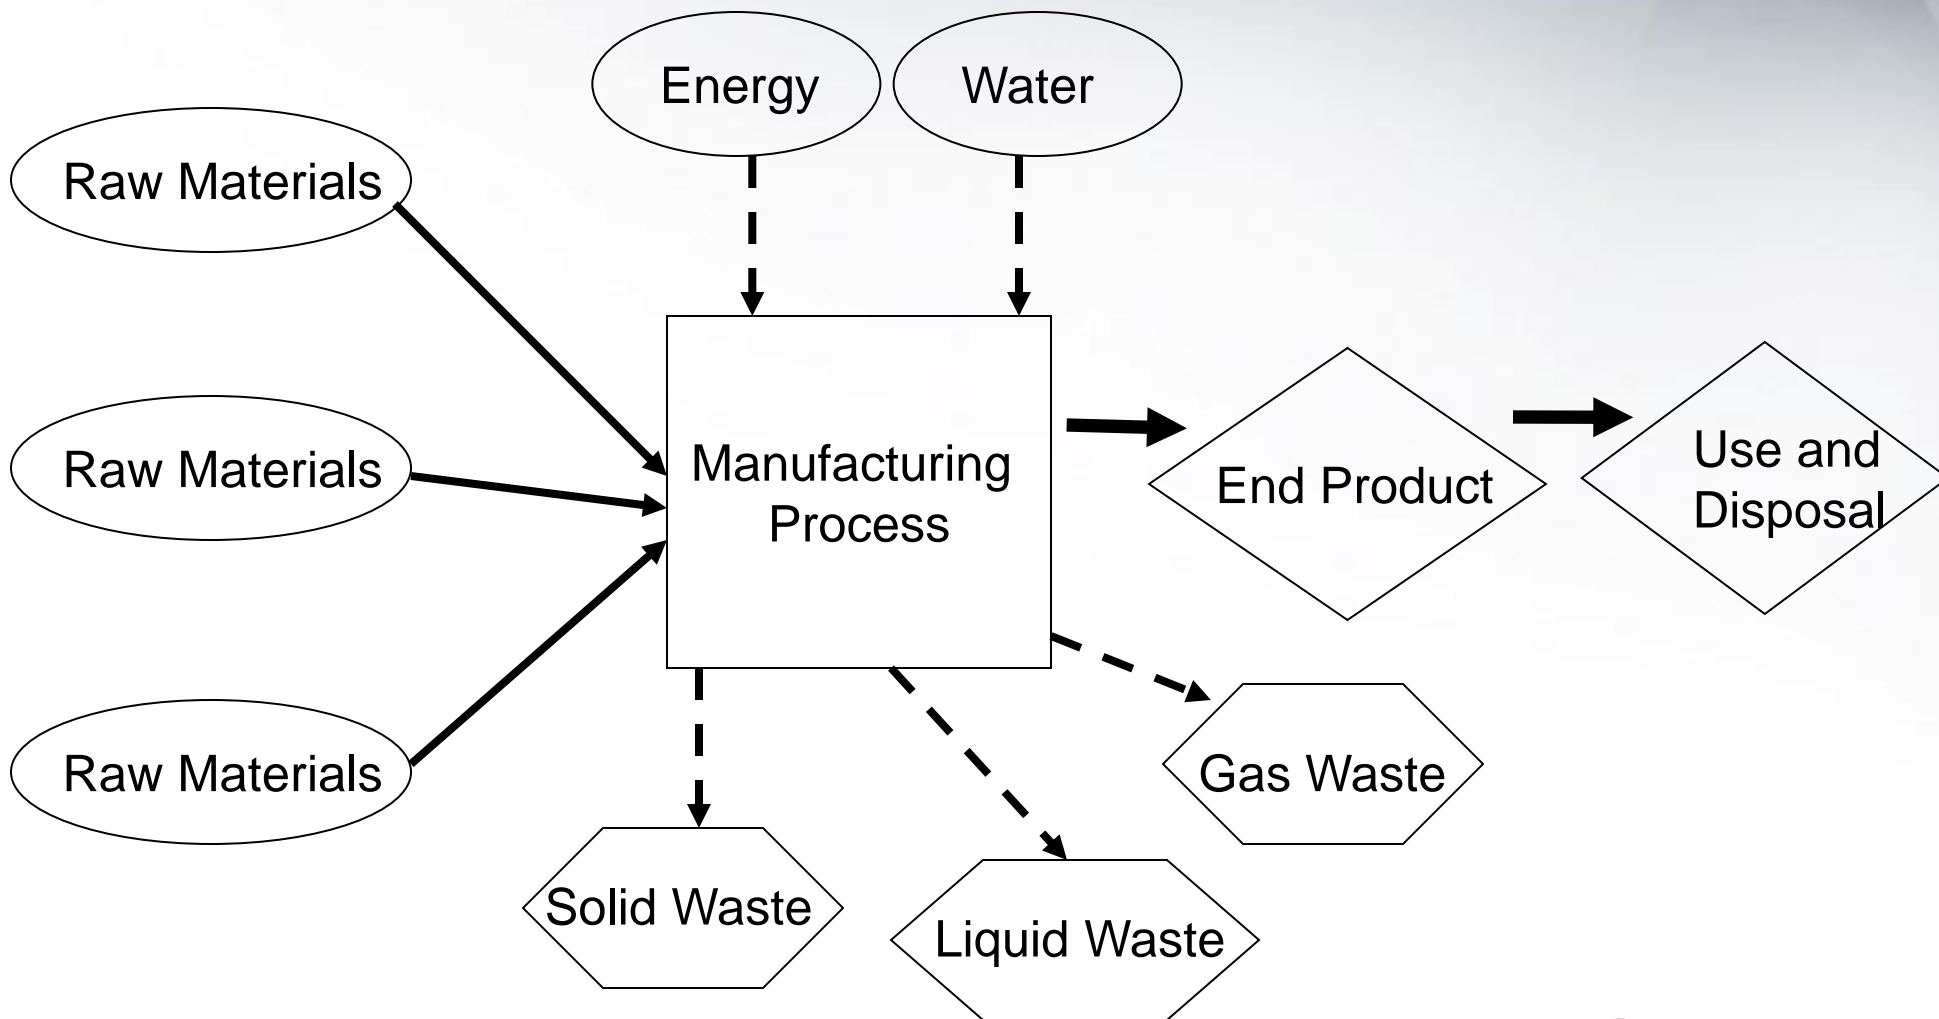 Energy
Water
Raw Materials
Raw Materials
Manufacturing
Process
End Product
Use and
Disposal
Raw Materials
Gas Waste
Solid Waste
Liquid Waste